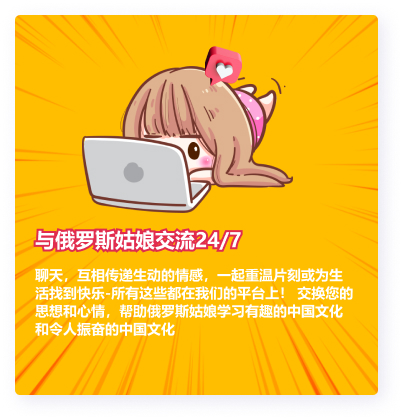 与俄罗斯姑娘交流24/7
聊天，互相传递生动的情感，一起重温片刻或为生
活找到快乐-所有这些都在我们的平台上！ 交换您的
思想和心情，帮助俄罗斯姑娘学习有趣的中国文化
和令人振奋的中国文化